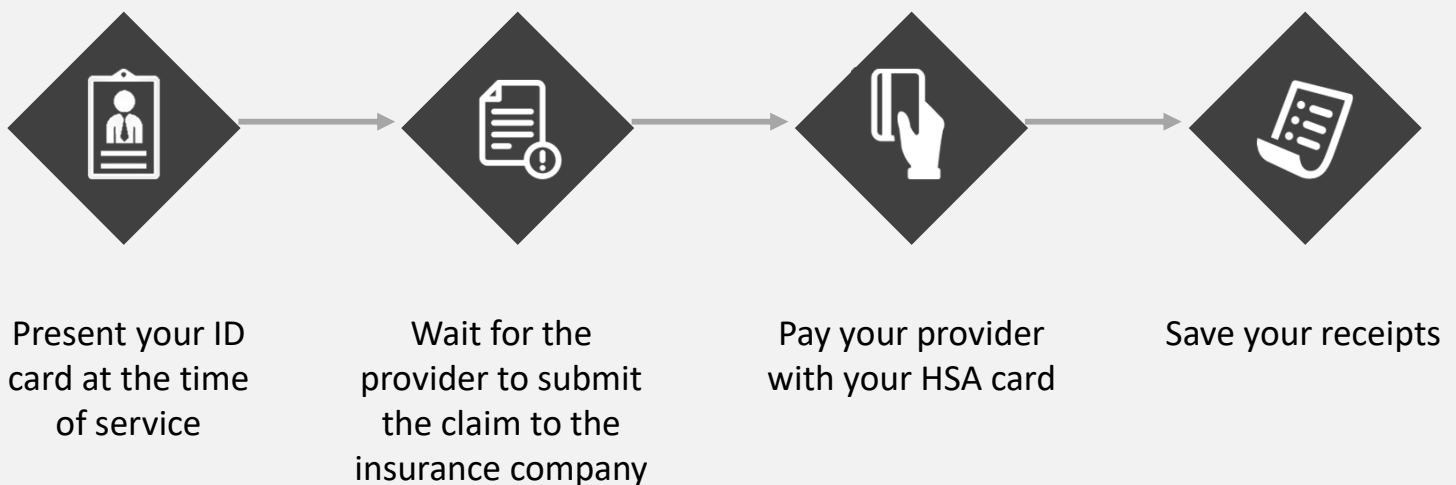 Present your ID
card at the time
of service
Wait for the
provider to submit
the claim to the
insurance company
Pay your provider
with your HSA card
Save your receipts